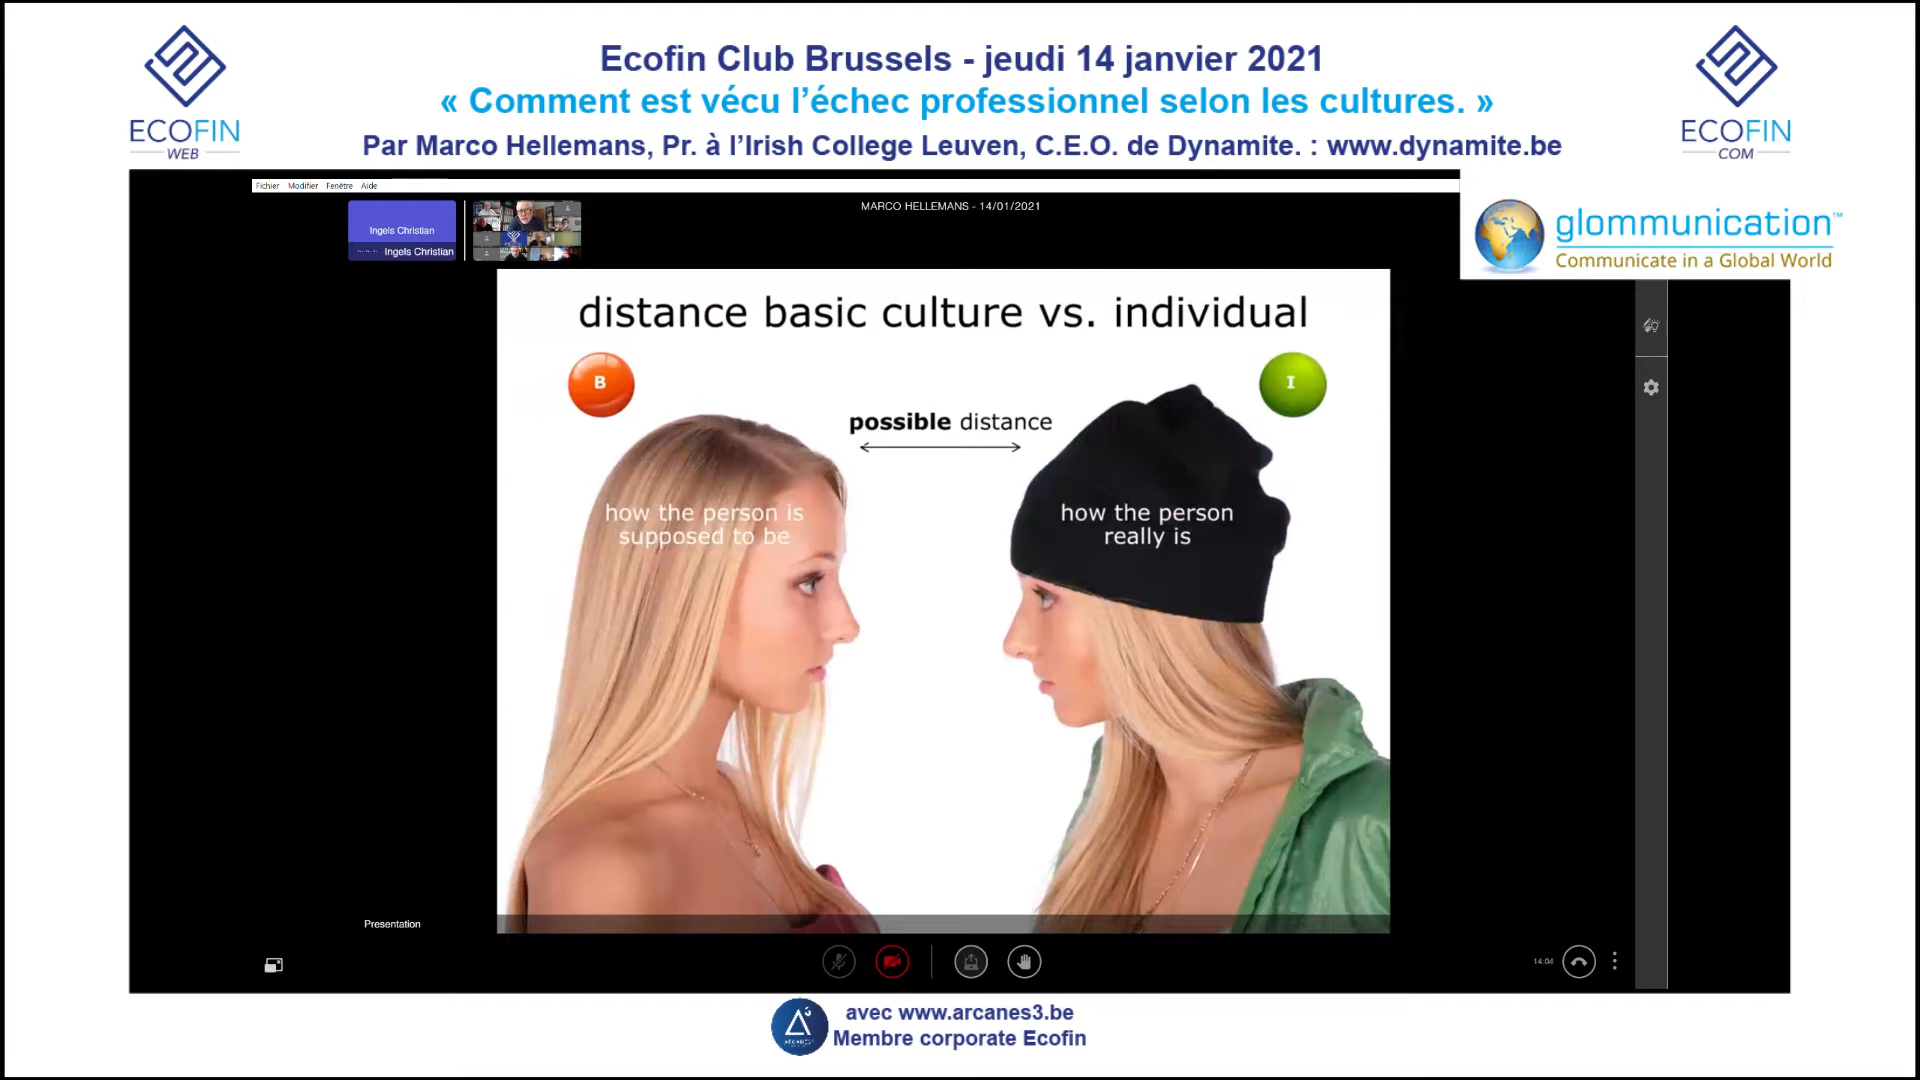 Ecofin Club Brussels - jeudi 14 janvier 2021
« Comment est vécu l’échec professionnel selon les cultures. »
Par Marco Hellemans, Pr. à l’Irish College Leuven, C.E.O. de Dynamite. : www.dynamite.be
ECOFIN
WEB
ECOFIN
COM
Fichier Modifier Fenêtre Aide
MARCO HELLEMANS - 14/01/2021
Ingels Christian
Ingels Christian
glommunication™
Communicate in a Global World
distance basic culture vs. individual
B
I
possible distance
how the person is
supposed to be
how the person
really is
Presentation
14:04
avec www.arcanes3.be
Membre corporate Ecofin